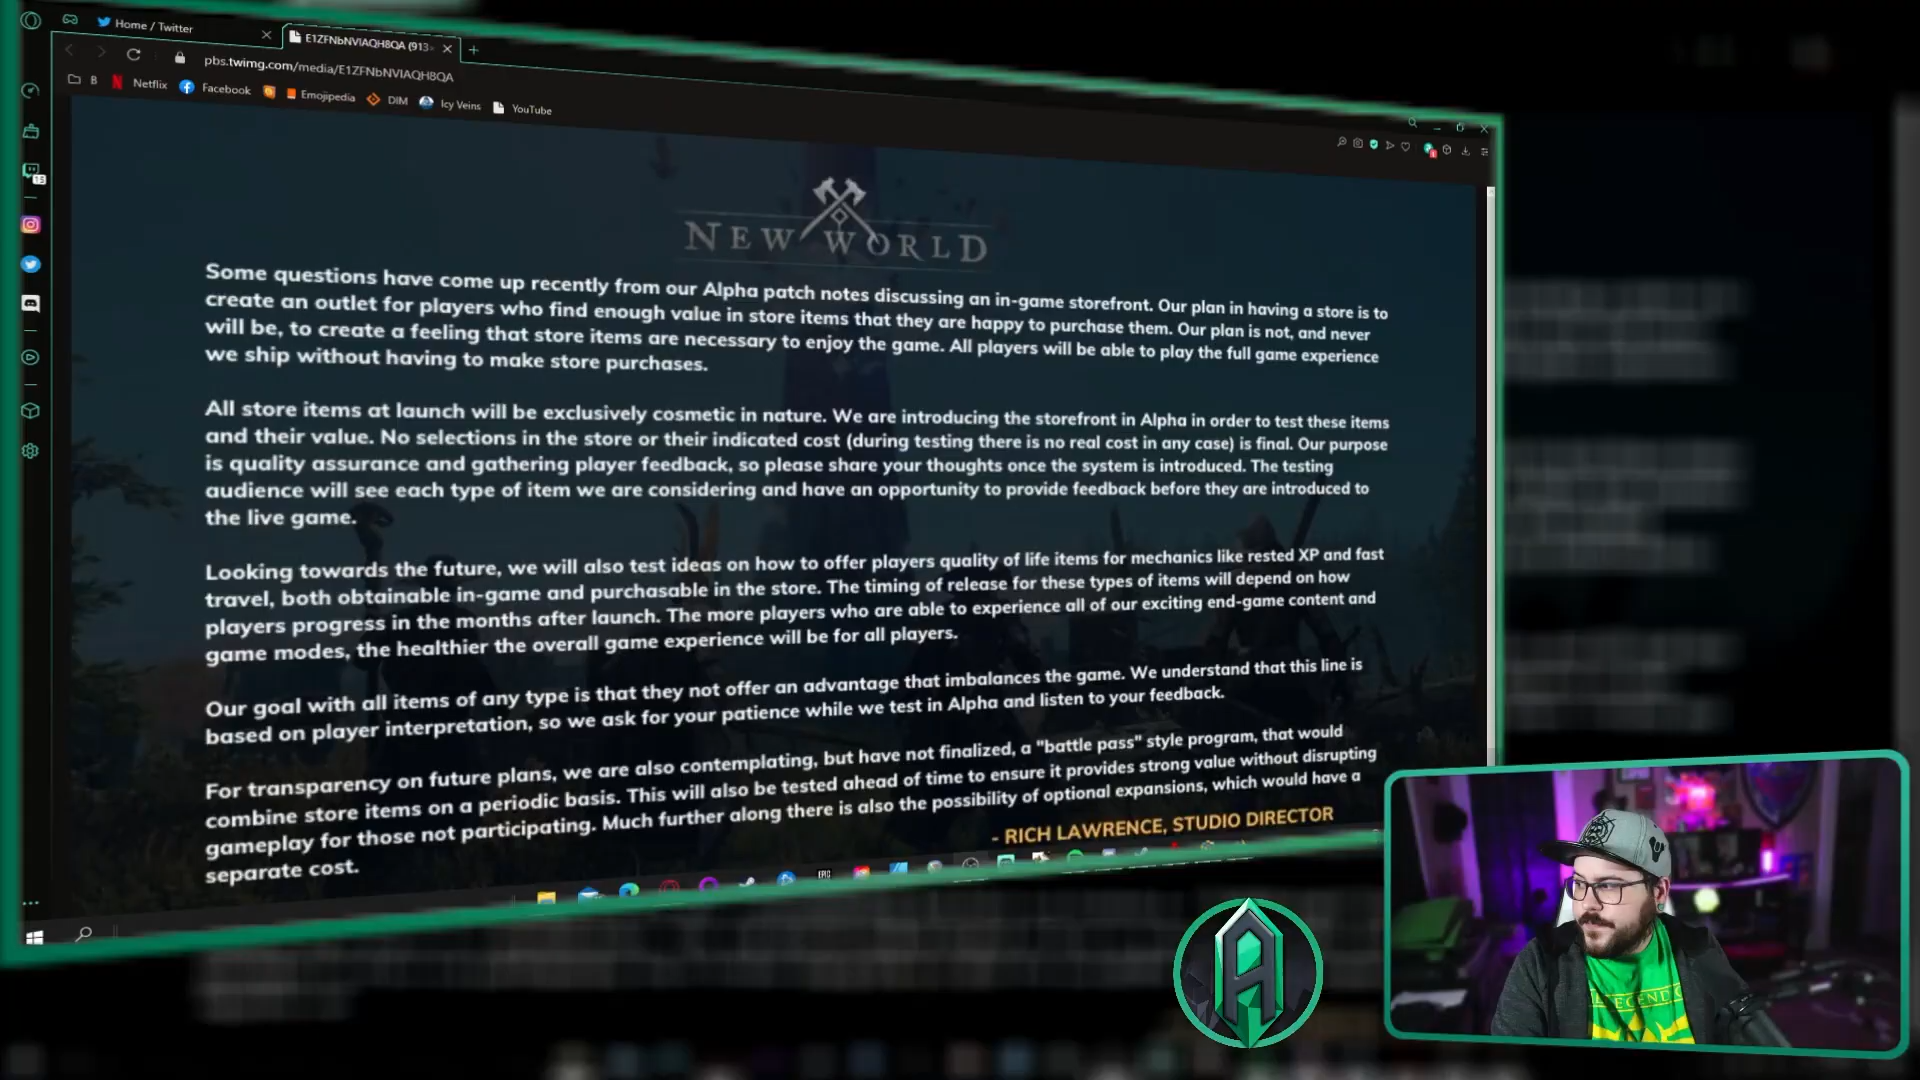 Home / Twitter
E1ZFNbNVIAQH8QA (913
pbs.twimg.com/media/E1ZFNbNVIAQH8QA
B
Netflix
Facebook
Emojipedia
DIM
Icy Veins
YouTube
13
NEW WORLD
Some questions have come up recently from our Alpha patch notes discussing an in-game storefront. Our plan in having a store is to
create an outlet for players who find enough value in store items that they are happy to purchase them. Our plan is not, and never
will be, to create a feeling that store items are necessary to enjoy the game. All players will be able to play the full game experience
we ship without having to make store purchases.
All store items at launch will be exclusively cosmetic in nature. We are introducing the storefront in Alpha in order to test these items
and their value. No selections in the store or their indicated cost (during testing there is no real cost in any case) is final. Our purpose
is quality assurance and gathering player feedback, so please share your thoughts once the system is introduced. The testing
audience will see each type of item we are considering and have an opportunity to provide feedback before they are introduced to
the live game.
Looking towards the future, we will also test ideas on how to offer players quality of life items for mechanics like rested XP and fast
travel, both obtainable in-game and purchasable in the store. The timing of release for these types of items will depend on how
players progress in the months after launch. The more players who are able to experience all of our exciting end-game content and
game modes, the healthier the overall game experience will be for all players.
Our goal with all items of any type is that they not offer an advantage that imbalances the game. We understand that this line is
based on player interpretation, so we ask for your patience while we test in Alpha and listen to your feedback.
For transparency on future plans, we are also contemplating, but have not finalized, a "battle pass" style program, that would
combine store items on a periodic basis. This will also be tested ahead of time to ensure it provides strong value without disrupting
gameplay for those not participating. Much further along there is also the possibility of optional expansions, which would have a
separate cost.
- RICH LAWRENCE, STUDIO DIRECTOR
EPIC
A